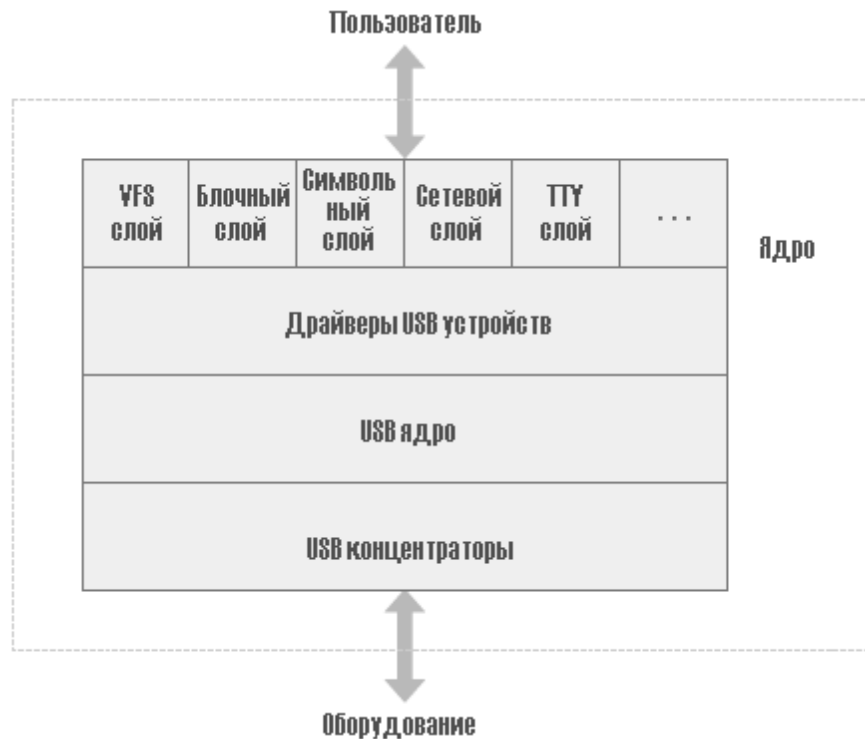 Пользователь
VFS
слой
Блочный
слой
Символь
ный
слой
Сетевой
слой
TTY
слой
...
Ядро
Драйверы USB устройств
USB ядро
USB концентраторы
Оборудование